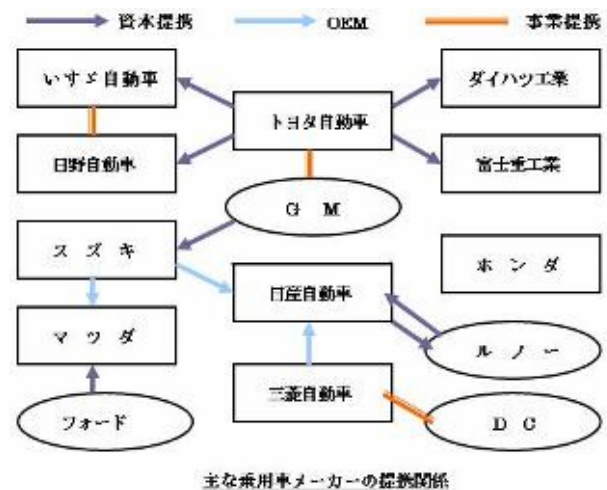 資本提携 OEM 事業提携
いすゞ自動車
ダイハツ工業
トヨタ自動車
日野自動車
富士重工業
GM
スズキ
ホンダ
日産自動車
マツダ
ルノー
三菱自動車
フォード
DC
主な乗用車メーカーの提携関係